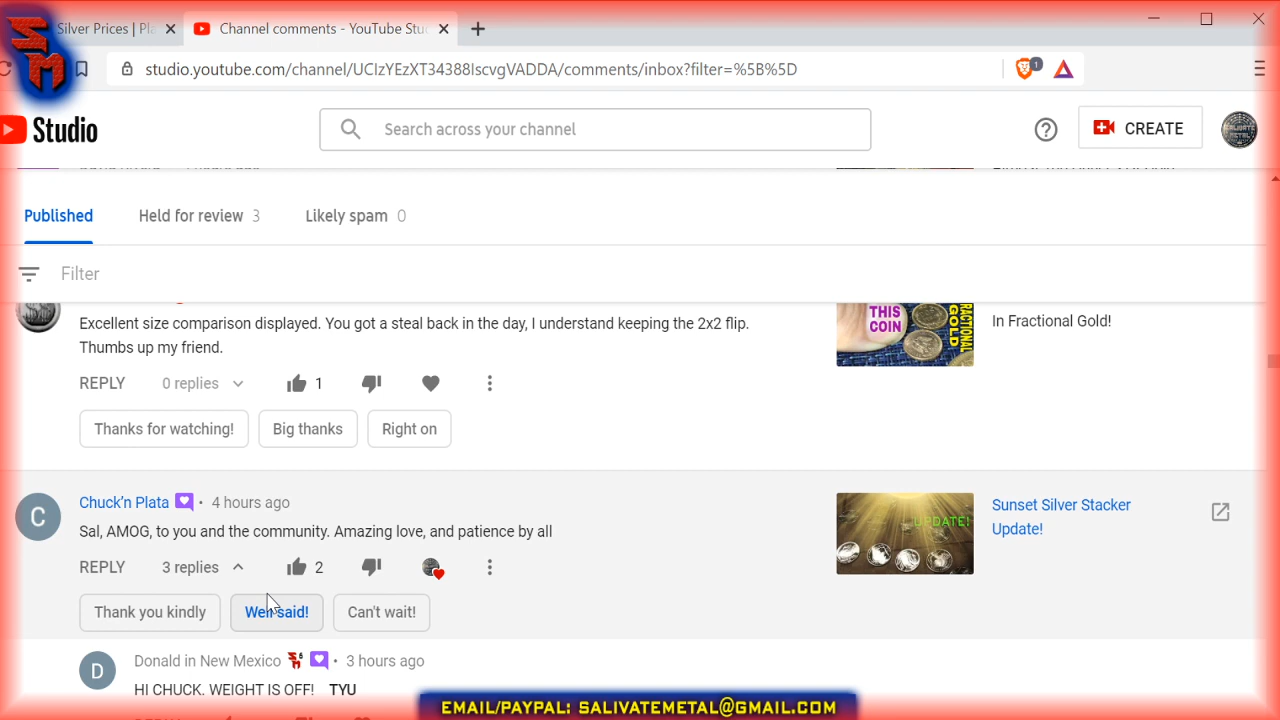 Silver Prices | Pla
Channel comments - YouTube Stu
studio.youtube.com/channel/UCIzYEzXT34388IscvgVADDA/comments/inbox?filter=%5B%5D
1
SM
Studio
Search across your channel
CREATE
Published
Held for review 3
Likely spam 0
Filter
Excellent size comparison displayed. You got a steal back in the day, I understand keeping the 2x2 flip.
Thumbs up my friend.
THIS
COIN
FRACTIONAL
GOLD
In Fractional Gold!
REPLY 0 replies 1
Thanks for watching! Big thanks Right on
C
Chuck'n Plata • 4 hours ago
Sal, AMOG, to you and the community. Amazing love, and patience by all
UPDATE!
Sunset Silver Stacker
Update!
REPLY 3 replies 2
Thank you kindly Well said! Can't wait!
D
Donald in New Mexico • 3 hours ago
HI CHUCK. WEIGHT IS OFF! TYU
EMAIL/PAYPAL: SALIVATEMETAL@GMAIL.COM